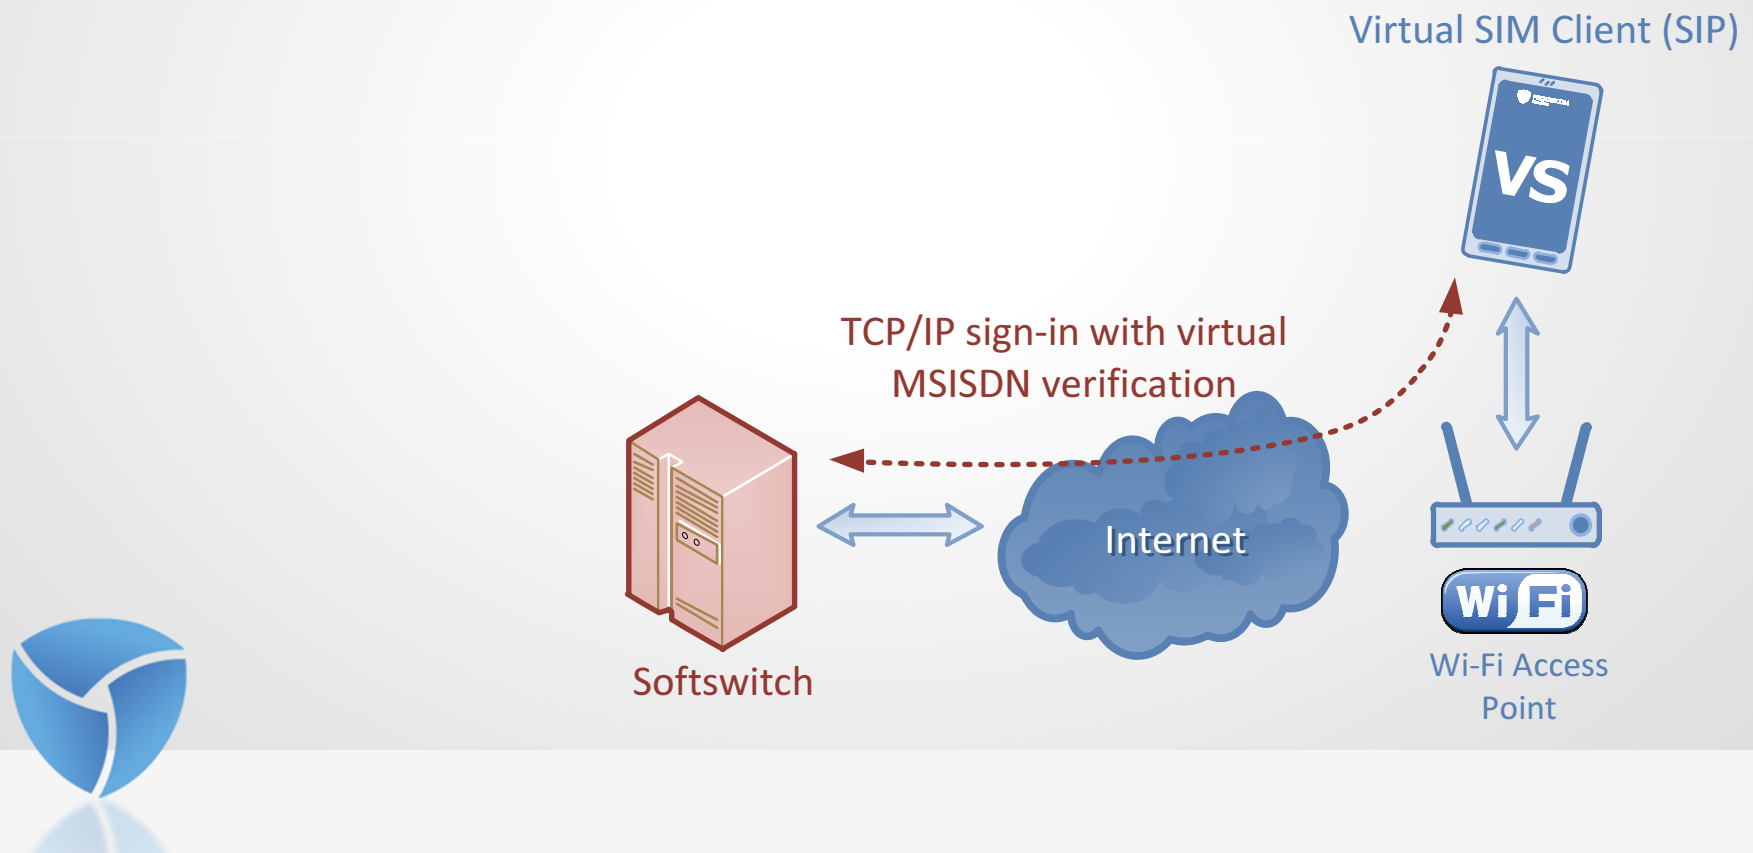 Virtual SIM Client (SIP)
VS
TCP/IP sign-in with virtual
MSISDN verification
Internet
Wi Fi
Softswitch
Wi-Fi Access
Point